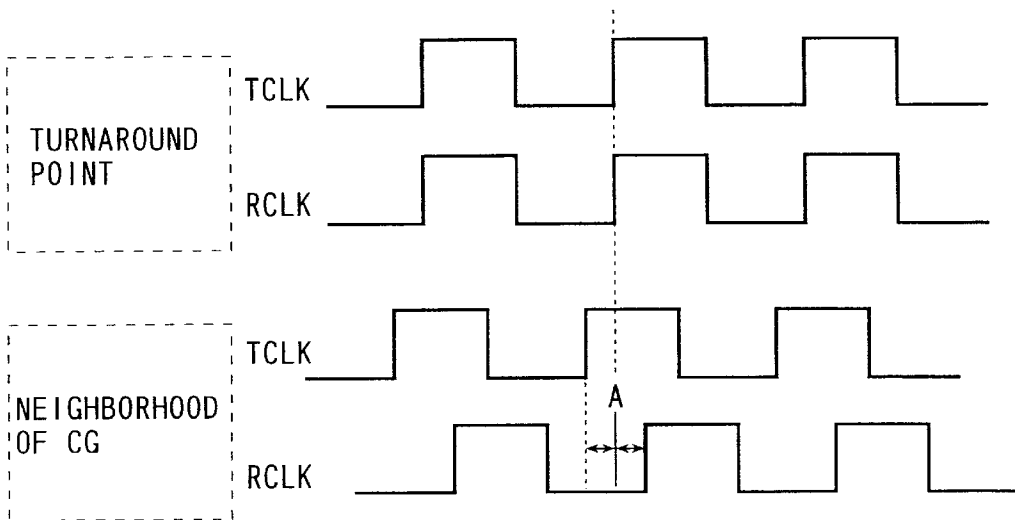 TURNAROUND
POINT
TCLK
RCLK
NEIGHBORHOOD
OF CG
TCLK
A
RCLK